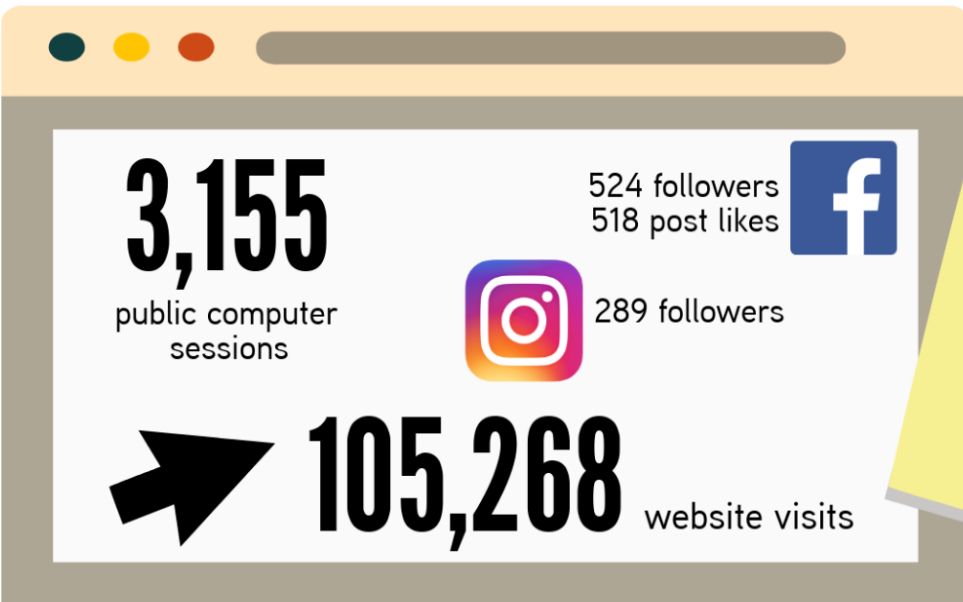 3,155
public computer
sessions
524 followers
518 post likes
289 followers
105,268 website visits